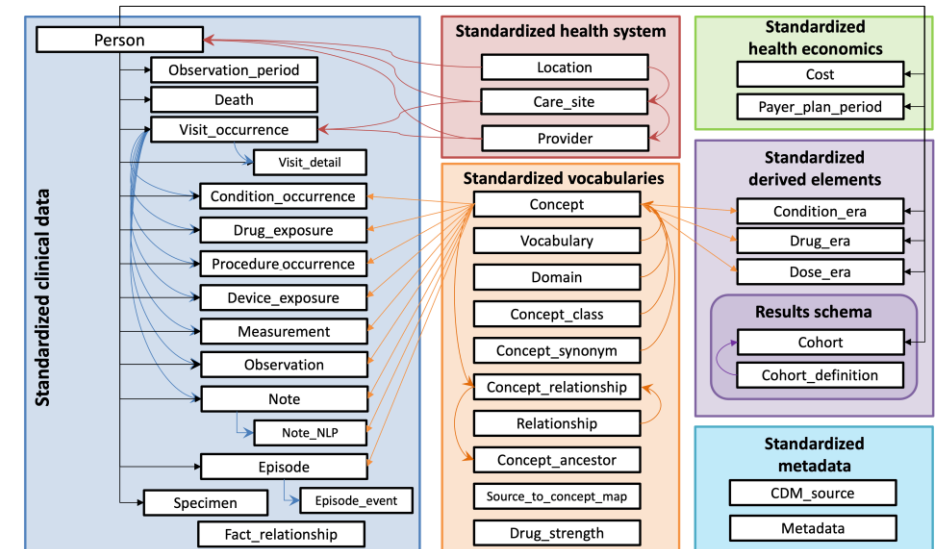 Standardized clinical data
Person
Observation_period
Death
Visit_occurrence
Visit_detail
Condition_occurrence
Drug_exposure
Procedure_occurrence
Device_exposure
Measurement
Observation
Note
Note_NLP
Episode
Specimen
Episode_event
Fact_relationship
Standardized health system
Location
Care_site
Provider
Standardized vocabularies
Concept
Vocabulary
Domain
Concept_class
Concept_synonym
Concept_relationship
Relationship
Concept_ancestor
Source_to_concept_map
Drug_strength
Standardized
health economics
Cost
Payer_plan_period
Standardized
derived elements
Condition_era
Drug_era
Dose_era
Results schema
Cohort
Cohort_definition
Standardized
metadata
CDM_source
Metadata